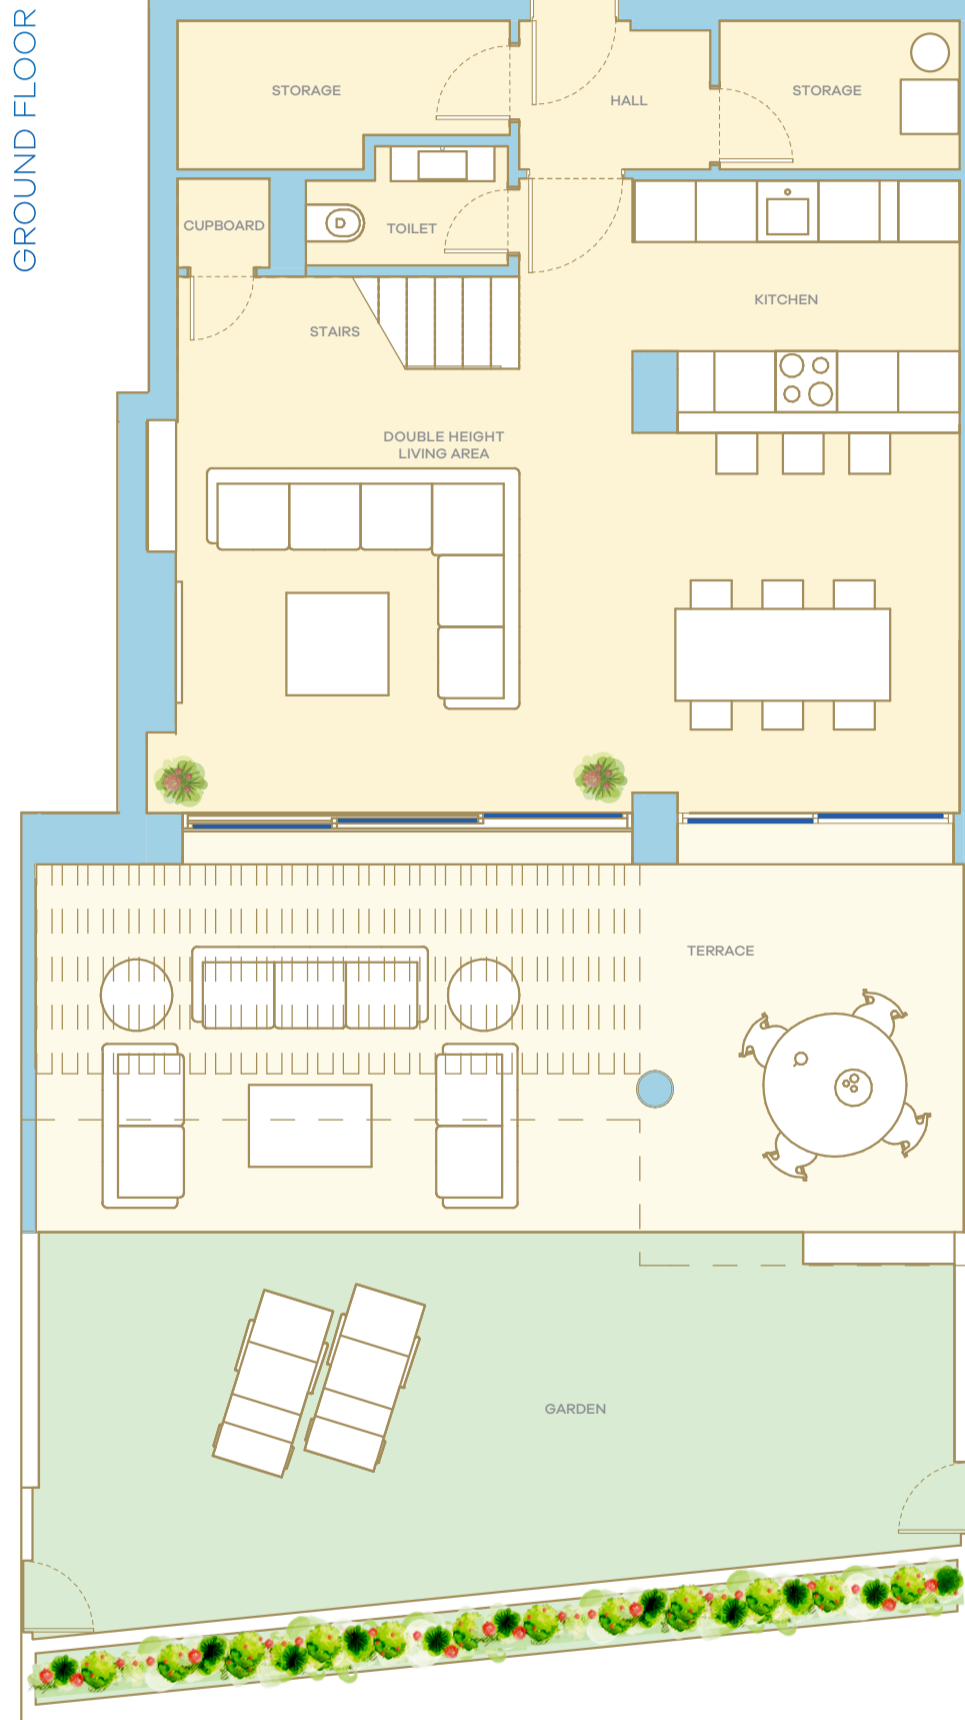 GROUND FLOOR
STORAGE
HALL
STORAGE
CUPBOARD
TOILET
KITCHEN
STAIRS
DOUBLE HEIGHT
LIVING AREA
TERRACE
GARDEN